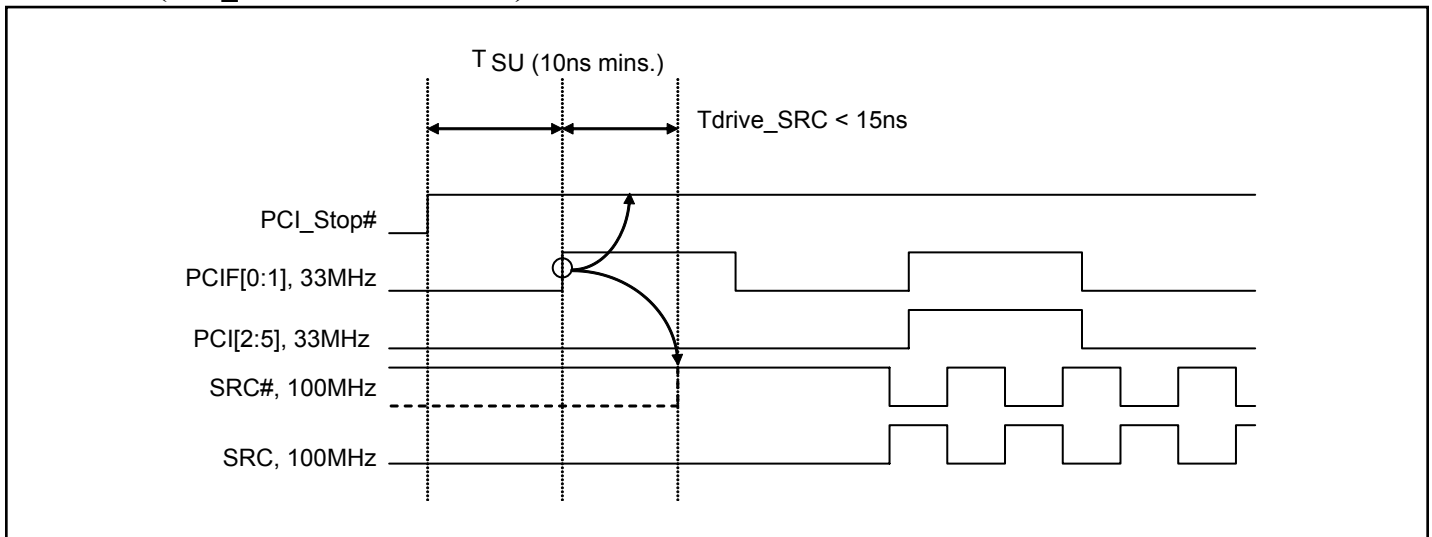 T SU (10ns mins.)
Tdrive_SRC < 15ns
PCI_Stop#
PCIF[0:1], 33MHz
PCI[2:5], 33MHz
SRC#, 100MHz
SRC, 100MHz